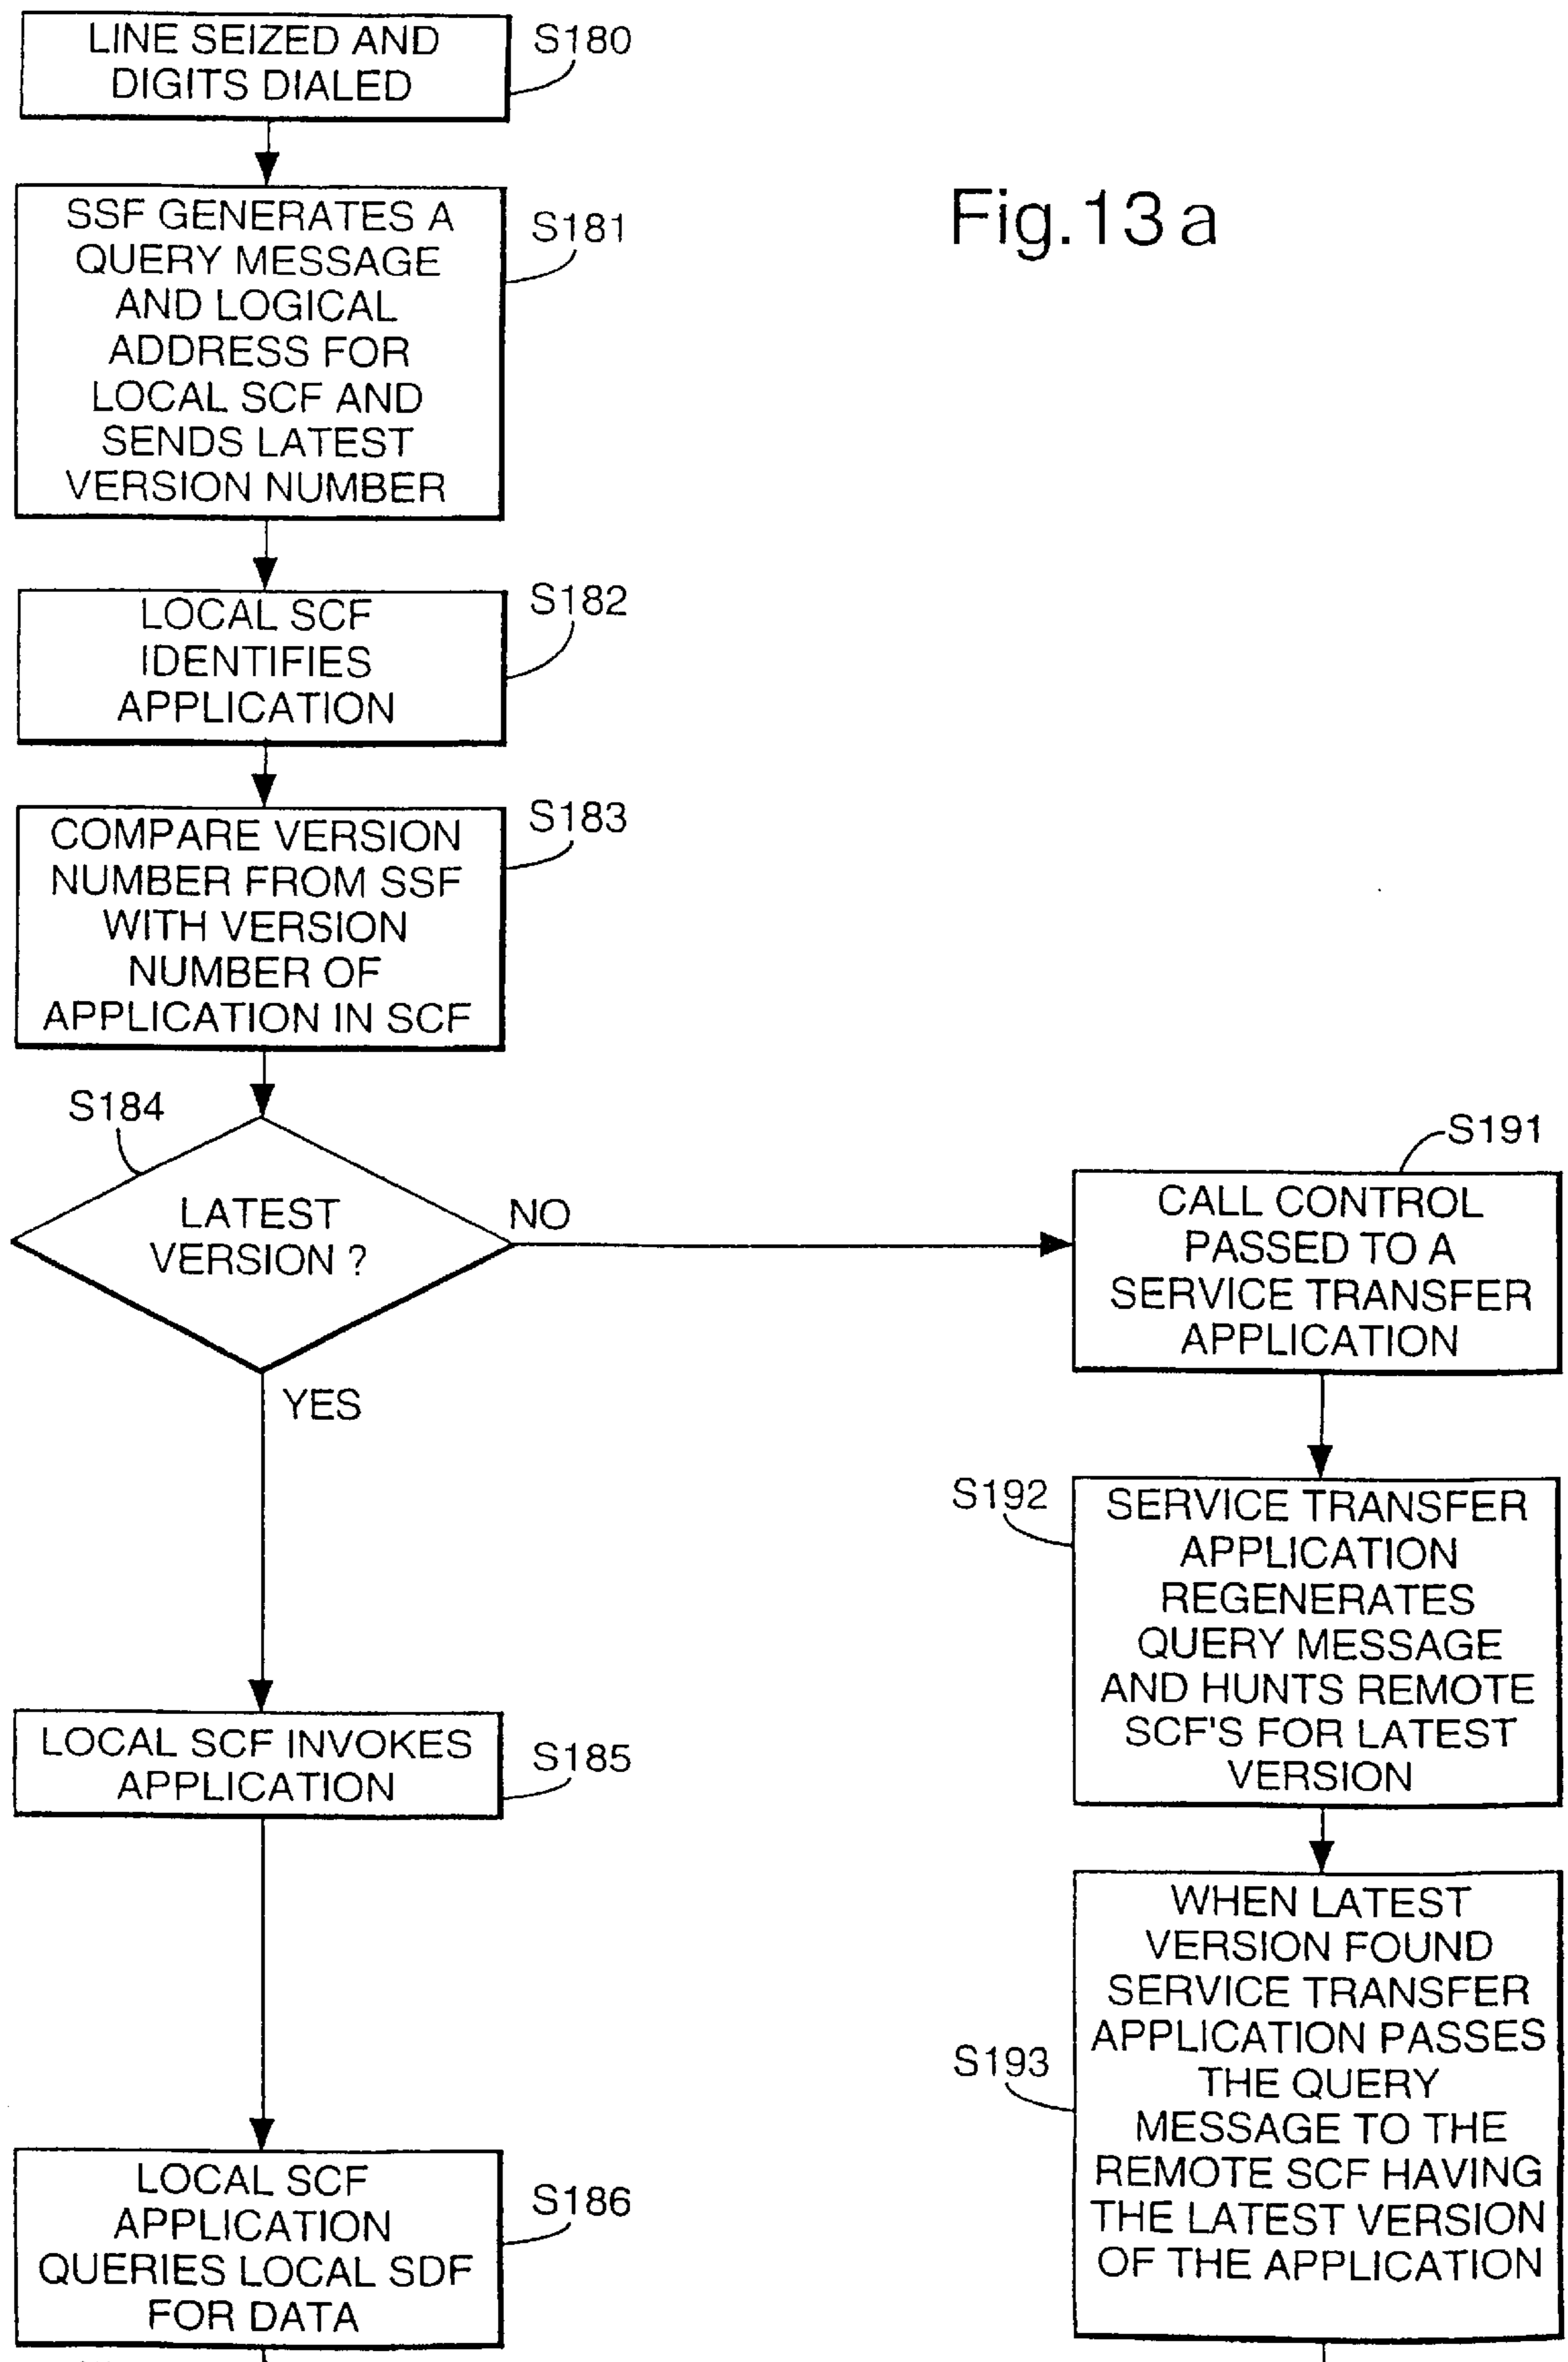 LINE SEIZED AND
DIGITS DIALED
S180
Fig.13a
SSF GENERATES A
QUERY MESSAGE
AND LOGICAL
ADDRESS FOR
LOCAL SCF AND
SENDS LATEST
VERSION NUMBER
S181
LOCAL SCF
IDENTIFIES
APPLICATION
S182
COMPARE VERSION
NUMBER FROM SSF
WITH VERSION
NUMBER OF
APPLICATION IN SCF
S183
S184
LATEST
VERSION ?
NO
YES
S191
CALL CONTROL
PASSED TO A
SERVICE TRANSFER
APPLICATION
S192
SERVICE TRANSFER
APPLICATION
REGENERATES
QUERY MESSAGE
AND HUNTS REMOTE
SCF'S FOR LATEST
VERSION
LOCAL SCF INVOKES
APPLICATION
S185
S193
WHEN LATEST
VERSION FOUND
SERVICE TRANSFER
APPLICATION PASSES
THE QUERY
MESSAGE TO THE
REMOTE SCF HAVING
THE LATEST VERSION
OF THE APPLICATION
LOCAL SCF
APPLICATION
QUERIES LOCAL SDF
FOR DATA
S186